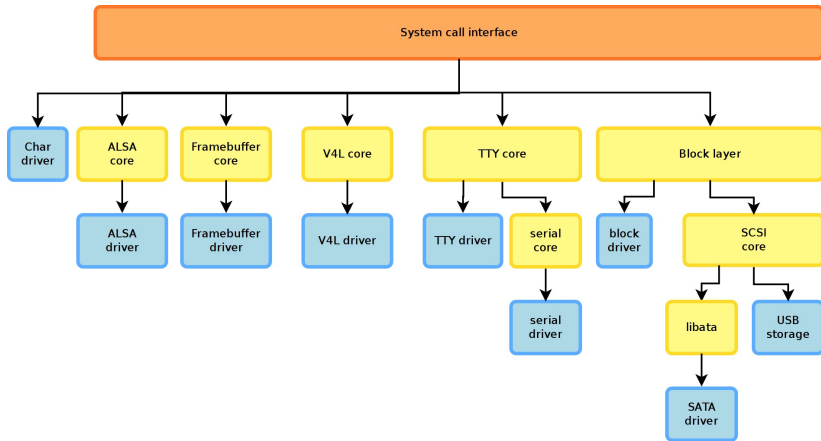 System call interface
Char
driver
ALSA
core
Framebuffer
core
V4L core
TTY core
Block layer
ALSA
driver
Framebuffer
driver
V4L driver
TTY driver
serial
core
block
driver
SCSI
core
serial
driver
libata
USB
storage
SATA
driver